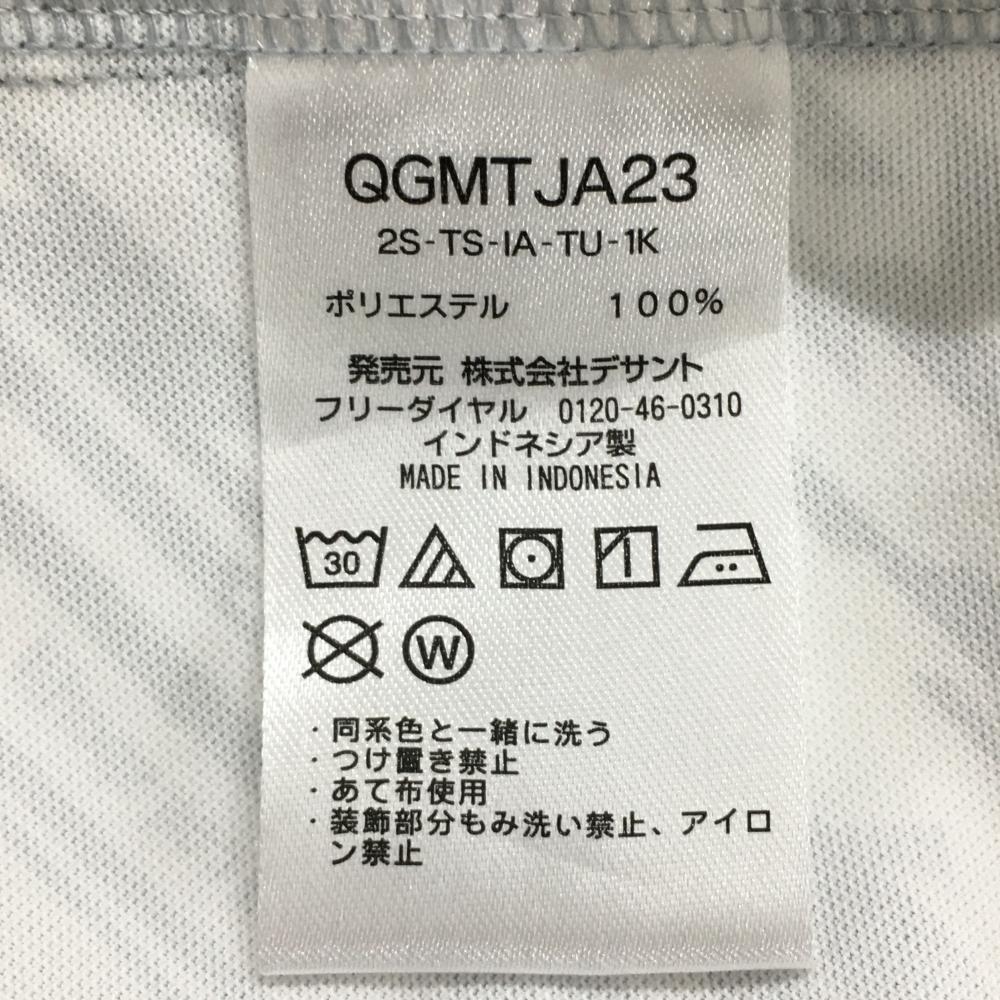 QGMTJA23
2S-TS-IA-TU-1K
ポリエステル 100%
発売元 株式会社デサント
フリーダイヤル 0120-46-0310
インドネシア製
MADE IN INDONESIA
30
W
・同系色と一緒に洗う
・つけ置き禁止
・あて布使用
・装飾部分もみ洗い禁止、アイロ
ン禁止